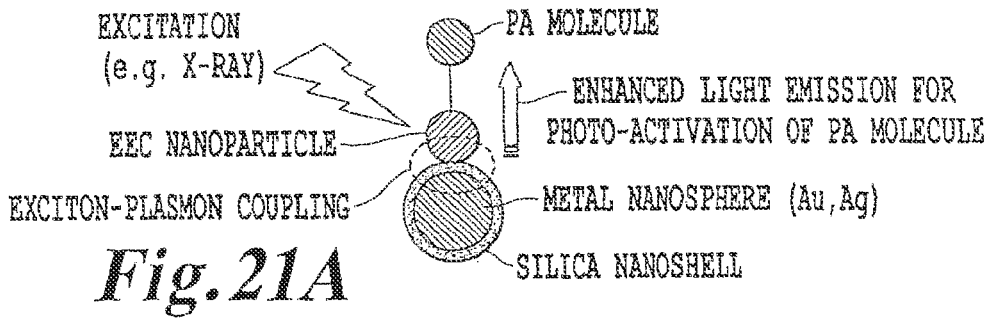 EXCITATION
(e.g. X-RAY)
PA MOLECULE
ENHANCED LIGHT EMISSION FOR
PHOTO-ACTIVATION OF PA MOLECULE
EEC NANOPARTICLE
EXCITON-PLASMON COUPLING
METAL NANOSPHERE (Au,Ag)
SILICA NANOSHELL
Fig. 21A